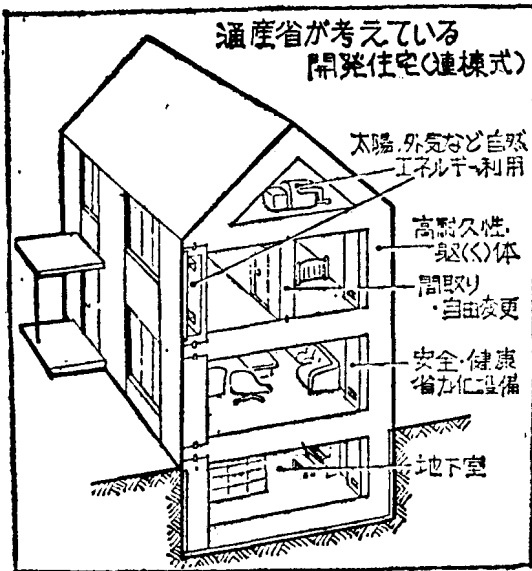 通産省が考えている
開発住宅(連棟式)
太陽、外気など自然
エネルギー利用
高耐久性・
躯(く)体
間取り
・自由変更
安全・健康
省力化設備
地下室